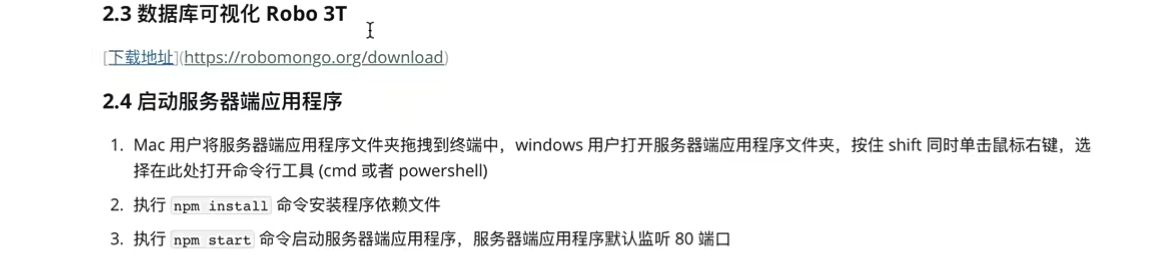 2.3 数据库可视化 Robo 3T
[下载地址](https://robomongo.org/download)
2.4 启动服务器端应用程序
1. Mac 用户将服务器端应用程序文件夹拖拽到终端中，windows 用户打开服务器端应用程序文件夹，按住 shift 同时单击鼠标右键，选
择在此处打开命令行工具 (cmd 或者 powershell)
2. 执行 npm install 命令安装程序依赖文件
3. 执行 npm start 命令启动服务器端应用程序，服务器端应用程序默认监听 80 端口